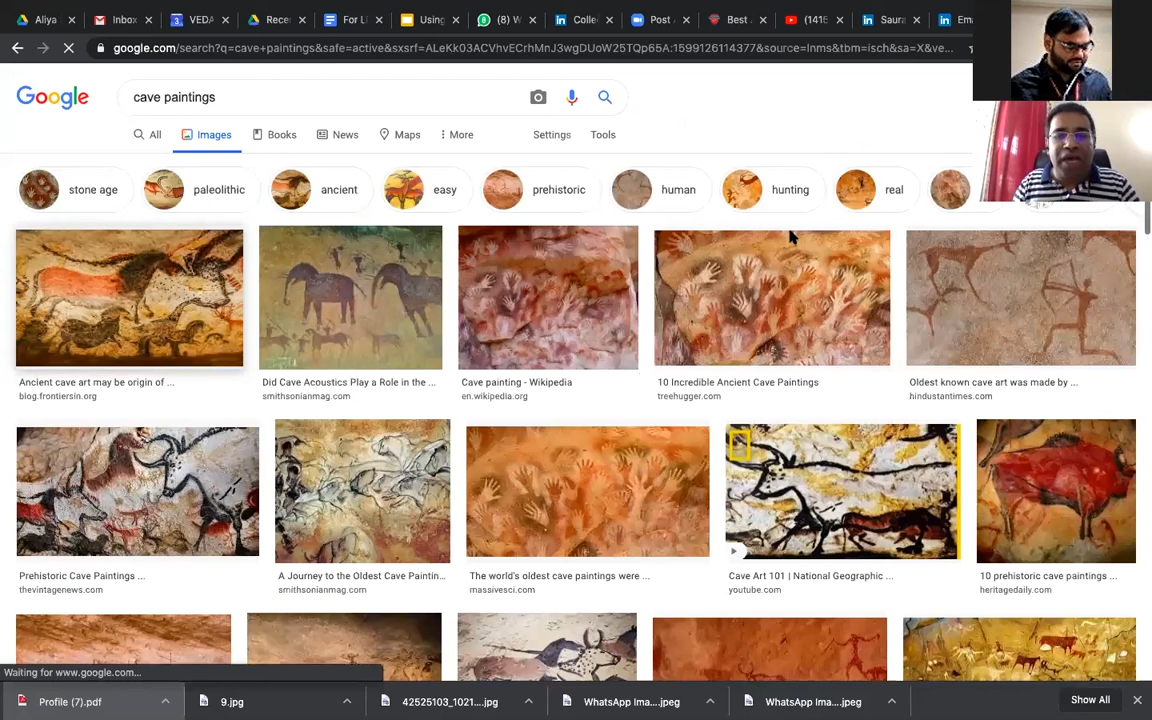 Aliya
Inbox
VEDA
Recen
For Li
Using
(8) W
Colle
Post
Best
(1416
Saura
Ema
google.com/search?q=cave+paintings&safe=active&sxsrf=ALeKk03ACVhvECrhMnJ3wgDUoW25TQp65A:1599126114377&source=lnms&tbm=isch&sa=X&ve...
Google
cave paintings
All
Images
Books
News
Maps
More
Settings
Tools
stone age
paleolithic
ancient
easy
prehistoric
human
hunting
real
Ancient cave art may be origin of ...
blog.frontiersin.org
Did Cave Acoustics Play a Role in the ...
smithsonianmag.com
Cave painting - Wikipedia
en.wikipedia.org
10 Incredible Ancient Cave Paintings
treehugger.com
Oldest known cave art was made by ...
hindustantimes.com
Prehistoric Cave Paintings ...
thevintagenews.com
A Journey to the Oldest Cave Paintin...
smithsonianmag.com
The world's oldest cave paintings were ...
massivesci.com
Cave Art 101 | National Geographic ...
youtube.com
10 prehistoric cave paintings ...
heritagedaily.com
Waiting for www.google.com...
Profile (7).pdf
9.jpg
42525103_1021...jpg
WhatsApp Ima....jpeg
WhatsApp Ima....jpeg
Show All